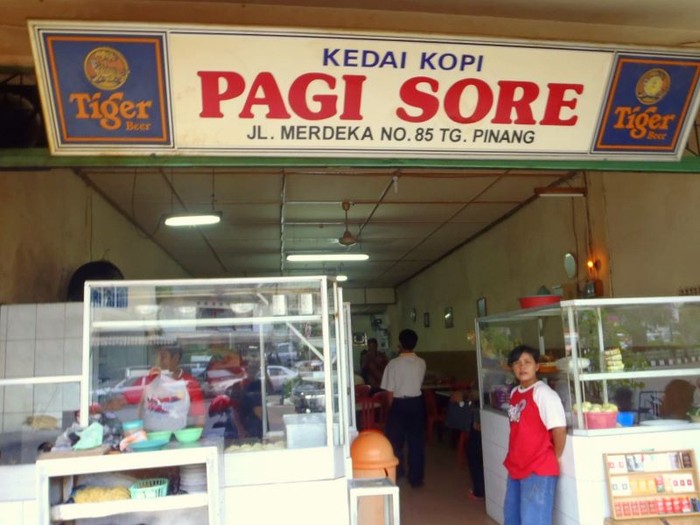 KEDAI KOPI
PAGI SORE
JL. MERDEKA NO. 85 TG. PINANG
Tiger
Beer
Tiger
Beer